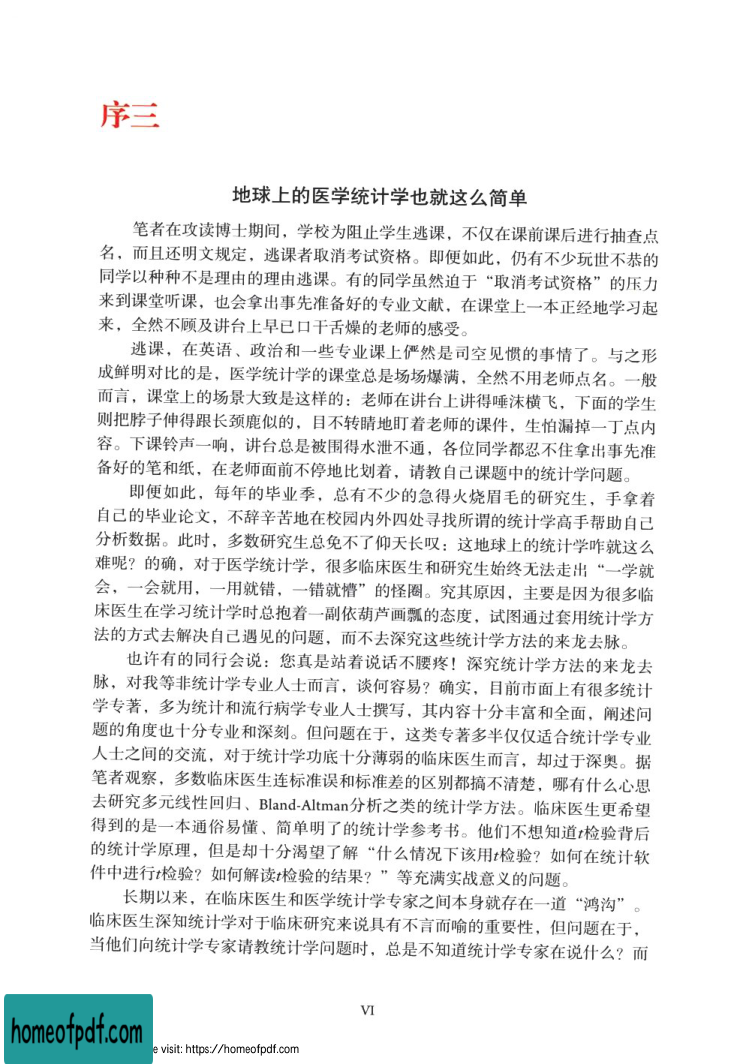 序三
地球上的医学统计学也就这么简单
笔者在攻读博士期间，学校为阻止学生逃课，不仅在课前课后进行抽查点
名，而且还明文规定，逃课者取消考试资格。即便如此，仍有不少玩世不恭的
同学以种种不是理由的理由逃课。有的同学虽然迫于“取消考试资格”的压力
来到课堂听课，也会拿出事先准备好的专业文献，在课堂上一本正经地学习起
来，全然不顾及讲台上早已口干舌燥的老师的感受。
逃课，在英语、政治和一些专业课上俨然是司空见惯的事情了。与之形
成鲜明对比的是，医学统计学的课堂总是场场爆满，全然不用老师点名。一般
而言，课堂上的场景大致是这样的：老师在讲台上讲得唾沫横飞，下面的学生
则把脖子伸得跟长颈鹿似的，目不转睛地盯着老师的课件，生怕漏掉一丁点内
容。下课铃声一响，讲台总是被围得水泄不通，各位同学都忍不住拿出事先准
备好的笔和纸，在老师面前不停地比划着，请教自己课题中的统计学问题。
即便如此，每年的毕业季，总有不少的急得火烧眉毛的研究生，手拿着
自己的毕业论文，不辞辛苦地在校园内外四处寻找所谓的统计学高手帮助自己
分析数据。此时，多数研究生总免不了仰天长叹：这地球上的统计学咋就这么
难呢？的确，对于医学统计学，很多临床医生和研究生始终无法走出“一学就
会，一会就用，一用就错，一错就懵”的怪圈。究其原因，主要是因为很多临
床医生在学习统计学时总抱着一副依葫芦画瓢的态度，试图通过套用统计学方
法的方式去解决自己遇见的问题，而不去深究这些统计学方法的来龙去脉。
也许有的同行会说：您真是站着说话不腰疼！深究统计学方法的来龙去
脉，对我等非统计学专业人士而言，谈何容易？确实，目前市面上有很多统计
学专著，多为统计和流行病学专业人士撰写，其内容十分丰富和全面，阐述问
题的角度也十分专业和深刻。但问题在于，这类专著多半仅仅适合统计学专业
人士之间的交流，对于统计学功底十分薄弱的临床医生而言，却过于深奥。据
笔者观察，多数临床医生连标准误和标准差的区别都搞不清楚，哪有什么心思
去研究多元线性回归、Bland-Altman分析之类的统计学方法。临床医生更希望
得到的是一本通俗易懂、简单明了的统计学参考书。他们不想知道t检验背后
的统计学原理，但是却十分渴望了解“什么情况下该用t检验？如何在统计软
件中进行t检验？如何解读t检验的结果？”等充满实战意义的问题。
长期以来，在临床医生和医学统计学专家之间本身就存在一道“鸿沟”。
临床医生深知统计学对于临床研究来说具有不言而喻的重要性，但问题在于，
当他们向统计学专家请教统计学问题时，总是不知道统计学专家在说什么？而
VI
homeofpdf.com
e visit: https://homeofpdf.com